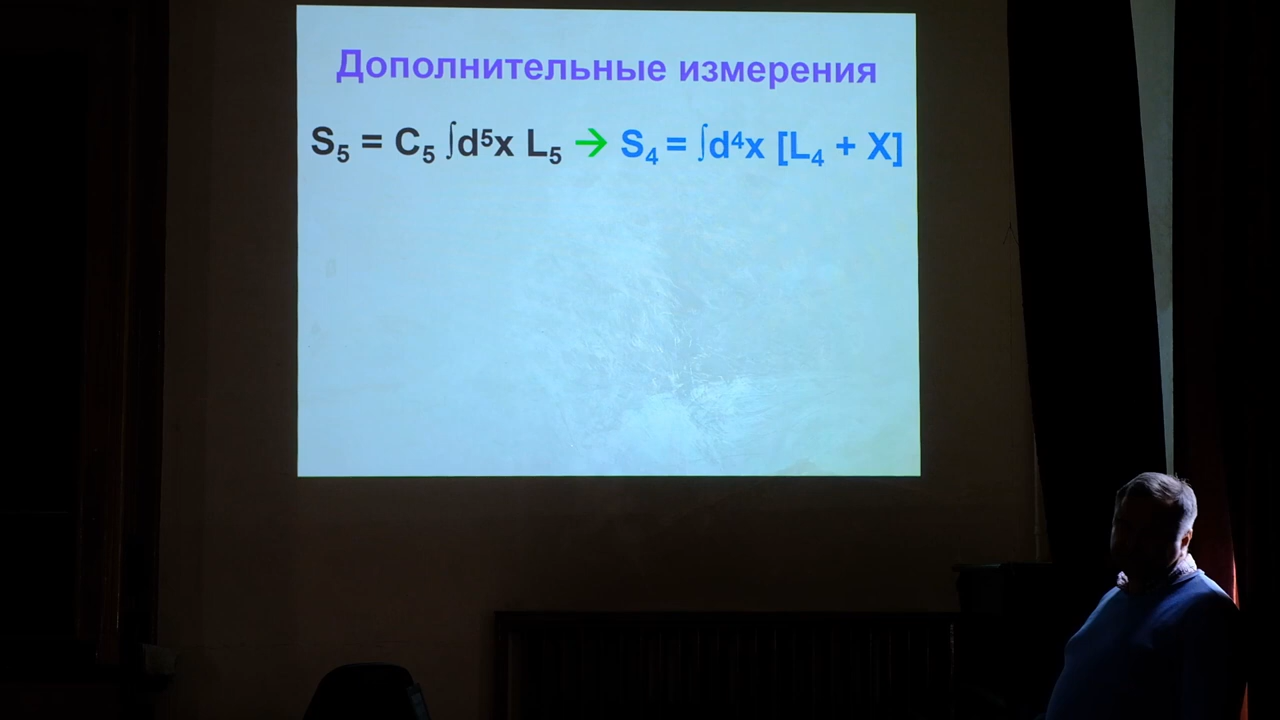 Дополнительные измерения
S₅ = C₅ ∫d⁵x L₅ → S₄ = ∫d⁴x [L₄ + X]